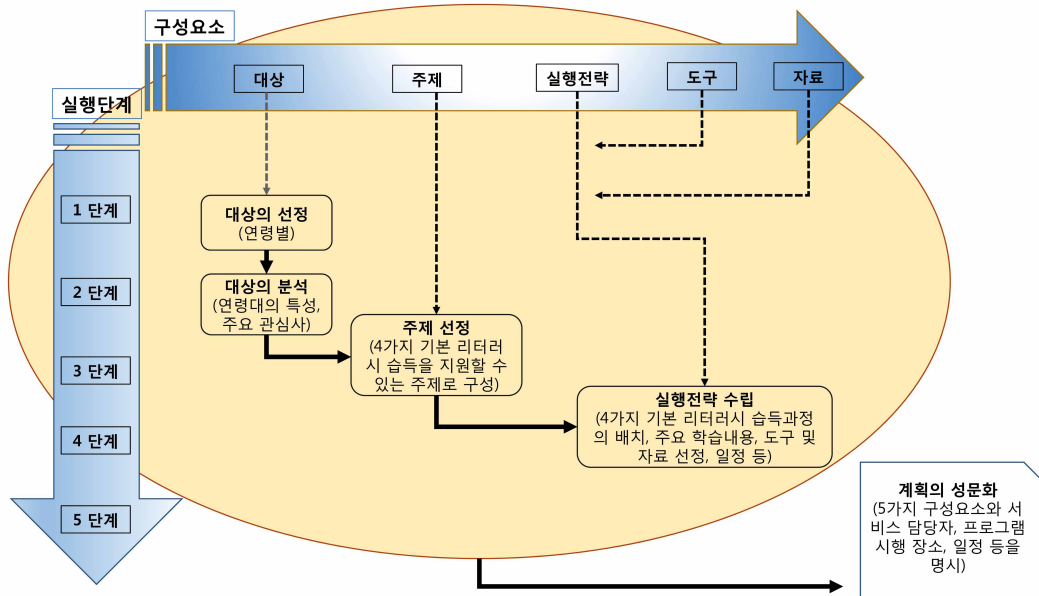 구성요소
대상
주제
실행전략
도구
자료
실행단계
1 단계
2 단계
3 단계
4 단계
5 단계
대상의 선정
(연령별)
대상의 분석
(연령대의 특성,
주요 관심사)
주제 선정
(4가지 기본 리터러
시 습득을 지원할 수
있는 주제로 구성)
실행전략 수립
(4가지 기본 리터러시 습득과정
의 배치, 주요 학습내용, 도구 및
자료 선정, 일정 등)
계획의 성문화
(5가지 구성요소와 서
비스 담당자, 프로그램
시행 장소, 일정 등을
명시)